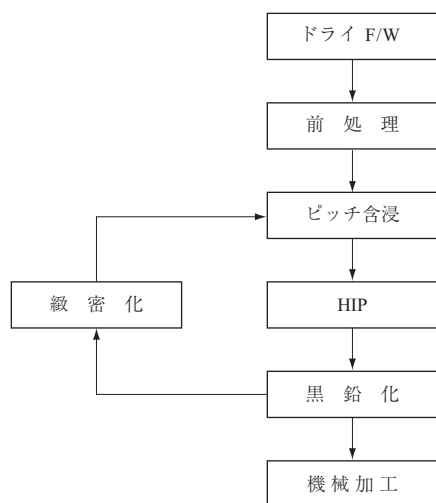 ドライ F/W
前 処 理
ピッチ含浸
緻 密 化
HIP
黒 鉛 化
機 械 加 工